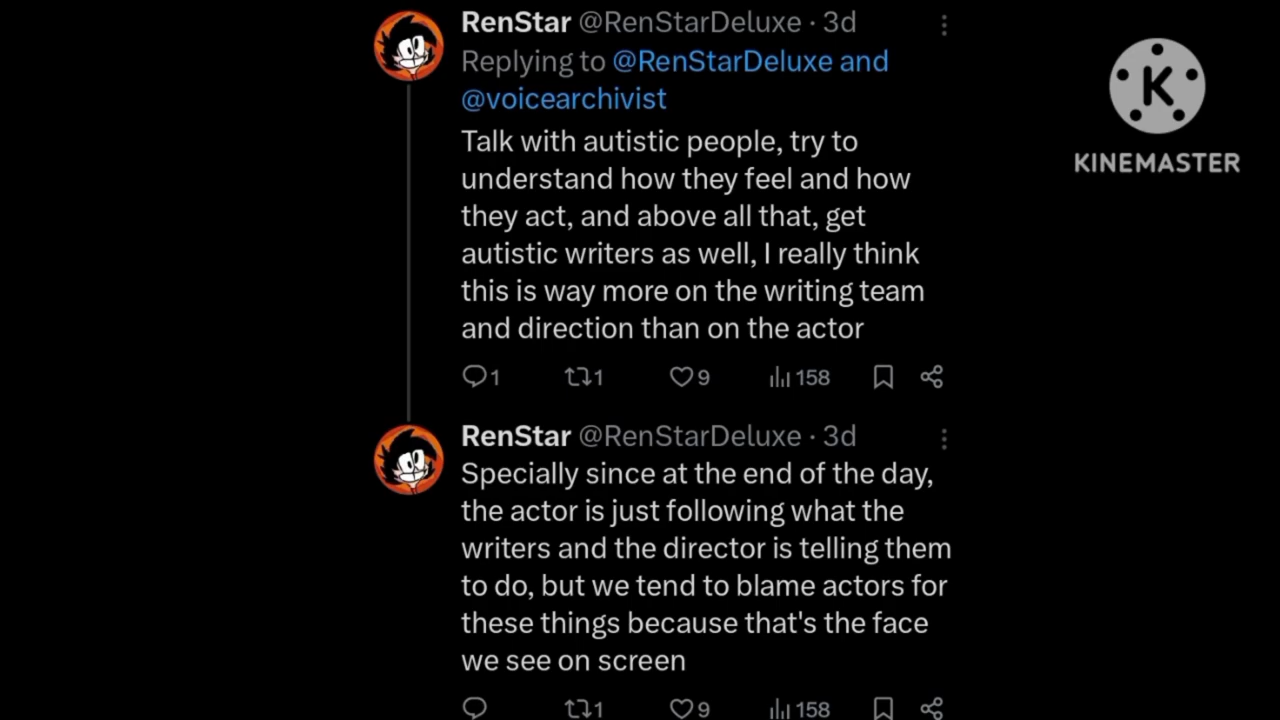 RenStar @RenStarDeluxe · 3d
Replying to @RenStarDeluxe and
@voicearchivist
Talk with autistic people, try to
understand how they feel and how
they act, and above all that, get
autistic writers as well, I really think
this is way more on the writing team
and direction than on the actor
1 1 9 158
RenStar @RenStarDeluxe · 3d
Specially since at the end of the day,
the actor is just following what the
writers and the director is telling them
to do, but we tend to blame actors for
these things because that's the face
we see on screen
1 9 158
K
KINEMASTER